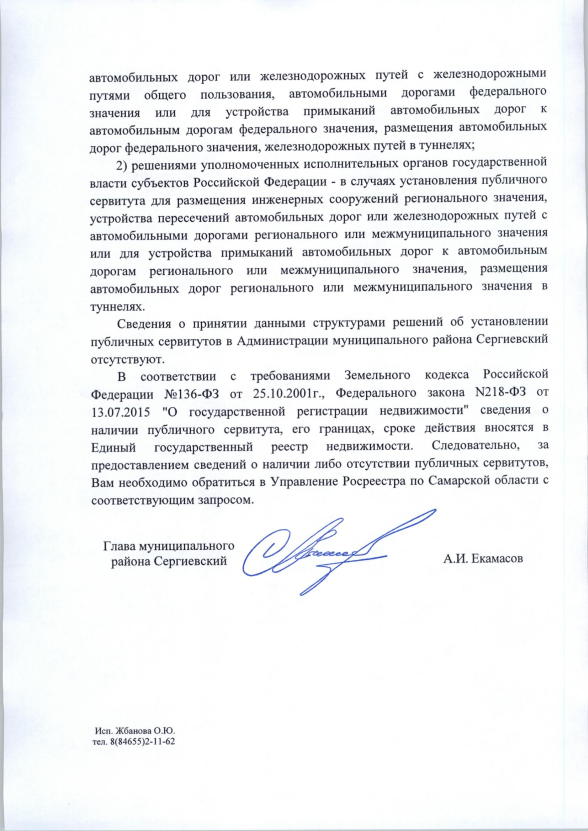 автомобильных дорог или железнодорожных путей с железнодорожными
путями общего пользования, автомобильными дорогами федерального
значения или для устройства примыканий автомобильных дорог к
автомобильным дорогам федерального значения, размещения автомобильных
дорог федерального значения, железнодорожных путей в туннелях;
2) решениями уполномоченных исполнительных органов государственной
власти субъектов Российской Федерации - в случаях установления публичного
сервитута для размещения инженерных сооружений регионального значения,
устройства пересечений автомобильных дорог или железнодорожных путей с
автомобильными дорогами регионального или межмуниципального значения
или для устройства примыканий автомобильных дорог к автомобильным
дорогам регионального или межмуниципального значения, размещения
автомобильных дорог регионального или межмуниципального значения в
туннелях.
Сведения о принятии данными структурами решений об установлении
публичных сервитутов в Администрации муниципального района Сергиевский
отсутствуют.
В соответствии с требованиями Земельного кодекса Российской
Федерации №136-ФЗ от 25.10.2001г., Федерального закона N218-ФЗ от
13.07.2015 "О государственной регистрации недвижимости" сведения о
наличии публичного сервитута, его границах, сроке действия вносятся в
Единый государственный реестр недвижимости. Следовательно, за
предоставлением сведений о наличии либо отсутствии публичных сервитутов,
Вам необходимо обратиться в Управление Росреестра по Самарской области с
соответствующим запросом.
Глава муниципального
района Сергиевский
А.И. Екамасов
Исп. Жбанова О.Ю.
тел. 8(84655)2-11-62